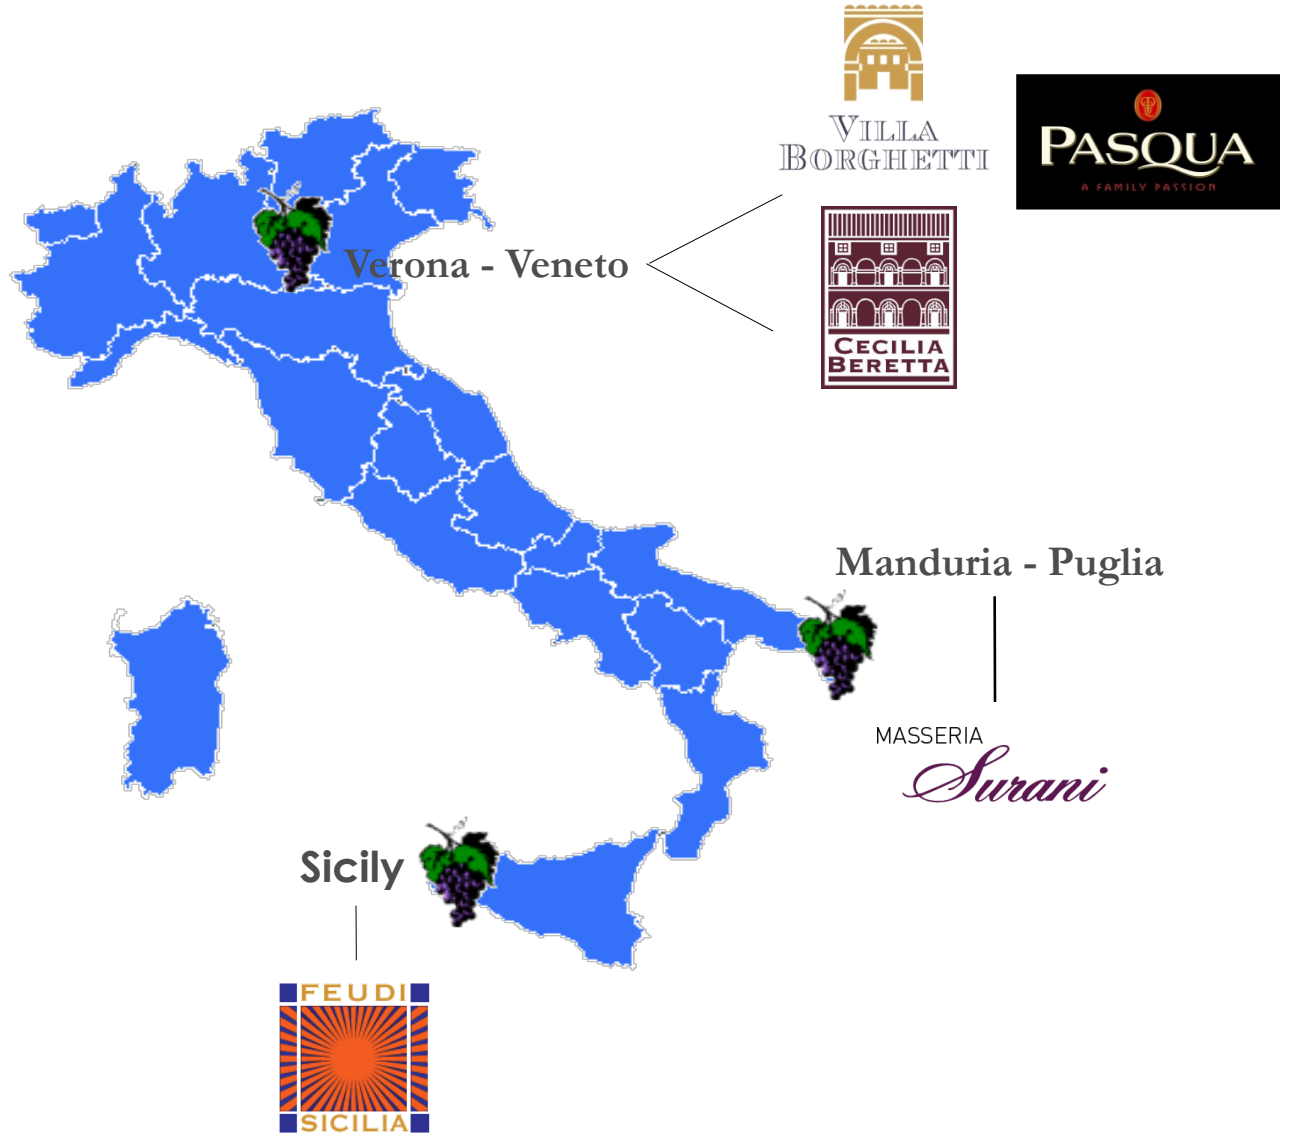 VILLA
BORGHETTI
PASQUA
A FAMILY PASSION
Verona - Veneto
CECILIA
BERETTA
Manduria - Puglia
MASSERIA
Surani
Sicily
FEUDI
SICILIA